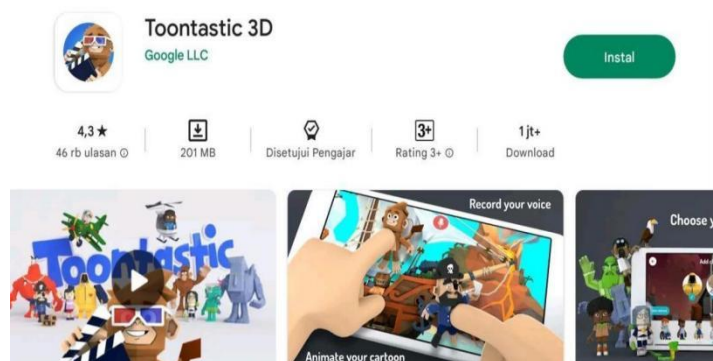 Toontastic 3D
Google LLC
Instal
4,3★
46 rb ulasan
201 MB
Disetujui Pengajar
3+
Rating 3+
1 jt+
Download
Toontastic
Record your voice
Animate your cartoon
Choose